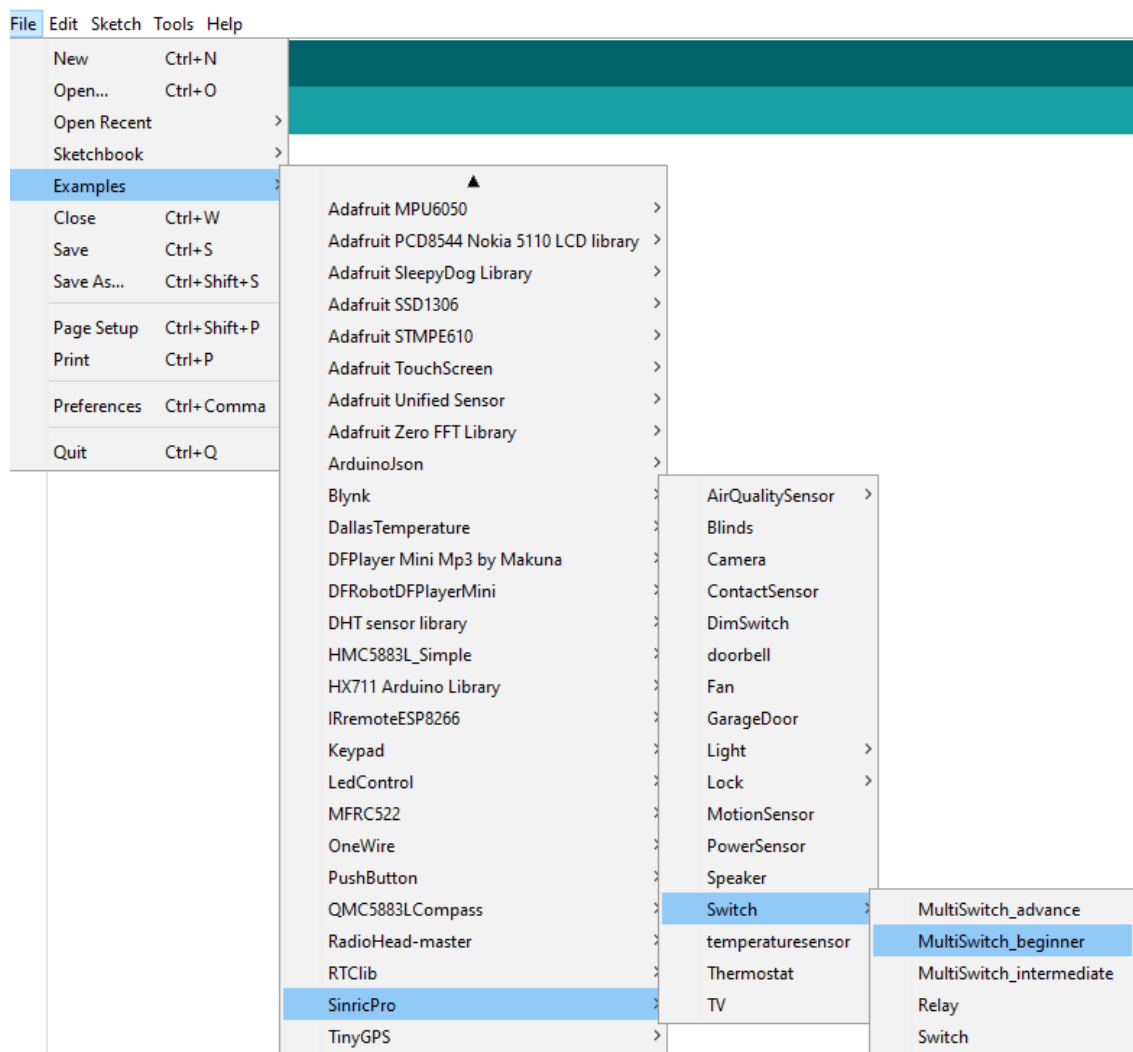 File Edit Sketch Tools Help
New Ctrl+N
Open... Ctrl+O
Open Recent
Sketchbook
Examples
Close Ctrl+W
Save Ctrl+S
Save As... Ctrl+Shift+S
Page Setup Ctrl+Shift+P
Print Ctrl+P
Preferences Ctrl+Comma
Quit Ctrl+Q
Adafruit MPU6050
Adafruit PCD8544 Nokia 5110 LCD library
Adafruit SleepyDog Library
Adafruit SSD1306
Adafruit STMPE610
Adafruit TouchScreen
Adafruit Unified Sensor
Adafruit Zero FFT Library
ArduinoJson
Blynk
DallasTemperature
DFPlayer Mini Mp3 by Makuna
DFRobotDFPlayerMini
DHT sensor library
HMC5883L_Simple
HX711 Arduino Library
IRremoteESP8266
Keypad
LedControl
MFRC522
OneWire
PushButton
QMC5883LCompass
RadioHead-master
RTClib
SinricPro
TinyGPS
AirQualitySensor
Blinds
Camera
ContactSensor
DimSwitch
doorbell
Fan
GarageDoor
Light
Lock
MotionSensor
PowerSensor
Speaker
Switch
temperaturesensor
Thermostat
TV
MultiSwitch_advance
MultiSwitch_beginner
MultiSwitch_intermediate
Relay
Switch